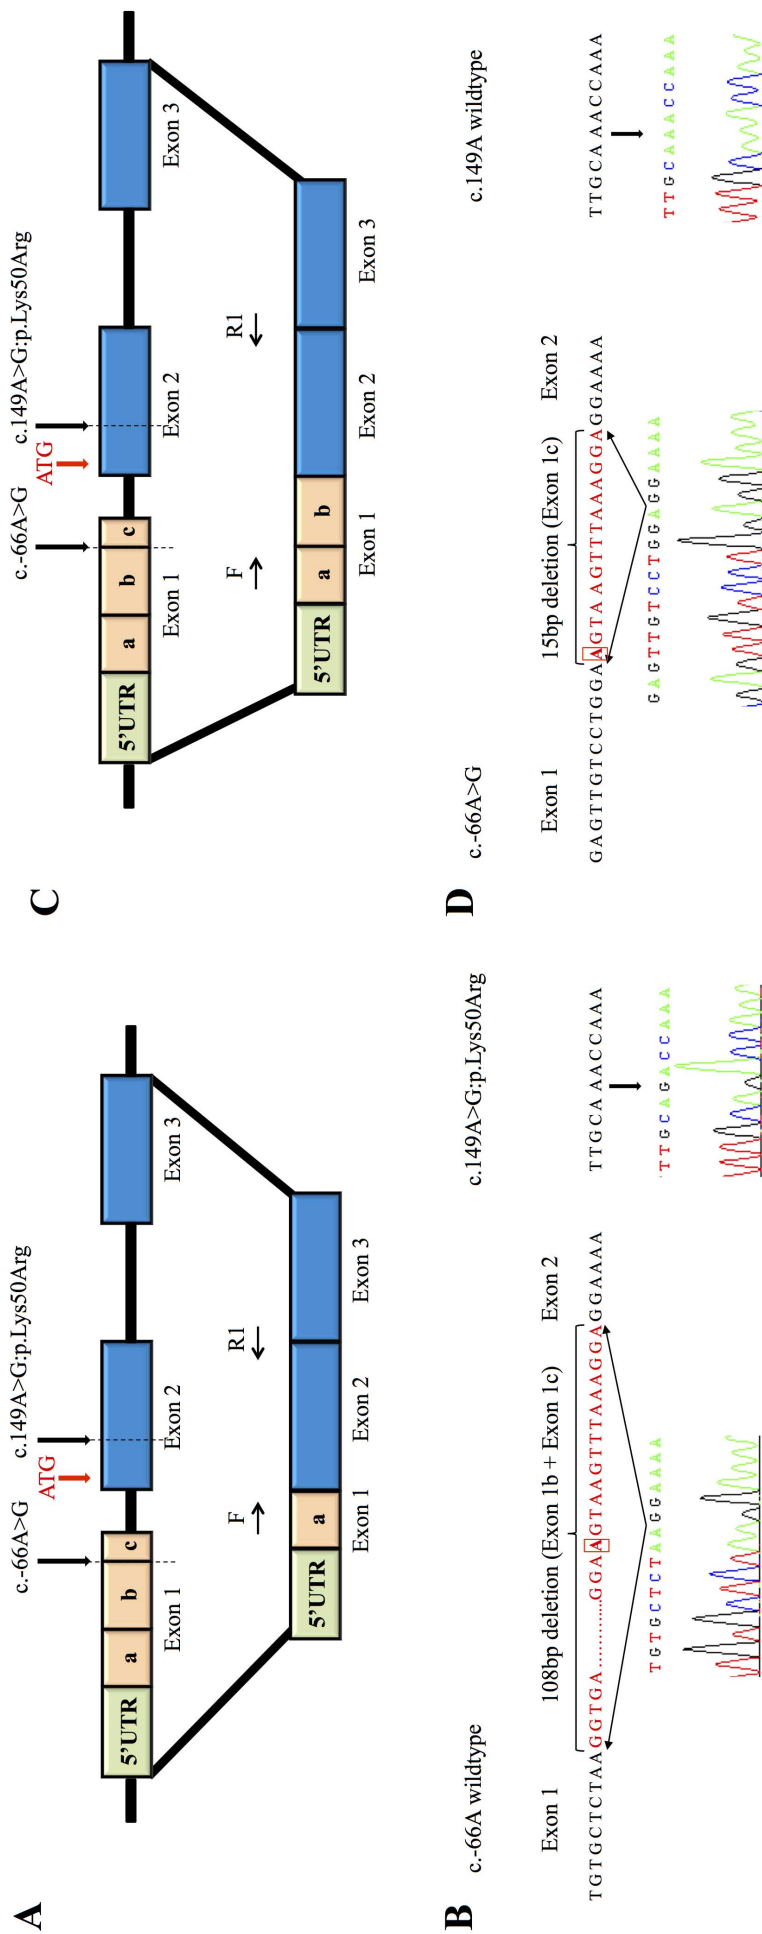 A
c.-66A>G c.149A>G:p.Lys50Arg
ATG
5'UTR a b c
Exon 1 Exon 2 Exon 3
F R1
5'UTR a
Exon 1 Exon 2 Exon 3
B
c.-66A wildtype c.149A>G:p.Lys50Arg
Exon 1 108bp deletion (Exon 1b + Exon 1c) Exon 2
TGTGCTCTAAGGTGA..........GGAAGTAAGTTTAAAGGAGGAAAA TTGCAAACCAAA
TGTGCTCTAAGGAAAA TTGCAGACCAAA
C
c.-66A>G c.149A>G:p.Lys50Arg
ATG
5'UTR a b c
Exon 1 Exon 2 Exon 3
F R1
5'UTR a b
Exon 1 Exon 2 Exon 3
D
c.-66A>G c.149A wildtype
Exon 1 15bp deletion (Exon 1c) Exon 2
GAGTTGTCCTGGAAGTAAGTTTAAAGGAGGAAAA TTGCAAACCAAA
GAGTTGTCCTGGAGGAAAA TTGCAAACCAAA